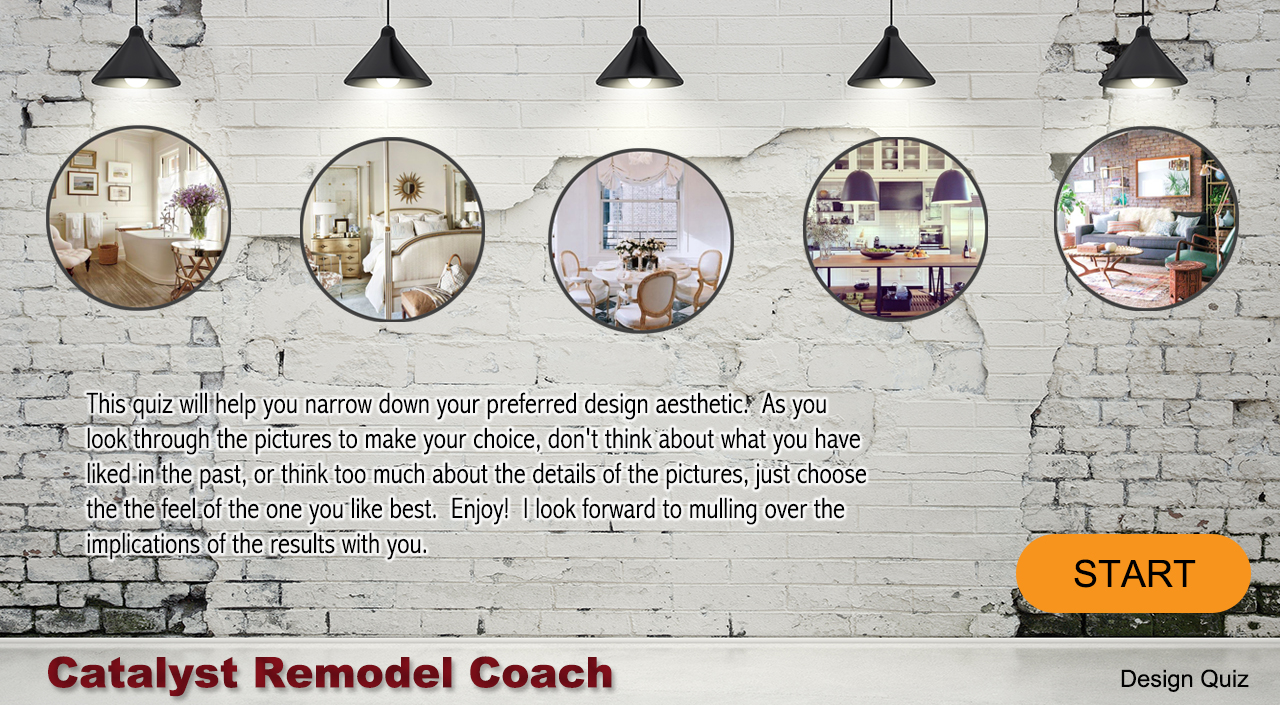 This quiz will help you narrow down your preferred design aesthetic.  As you
look through the pictures to make your choice, don't think about what you have
liked in the past, or think too much about the details of the pictures, just choose
the the feel of the one you like best.  Enjoy!  I look forward to mulling over the
implications of the results with you.
START
Catalyst Remodel Coach
Design Quiz